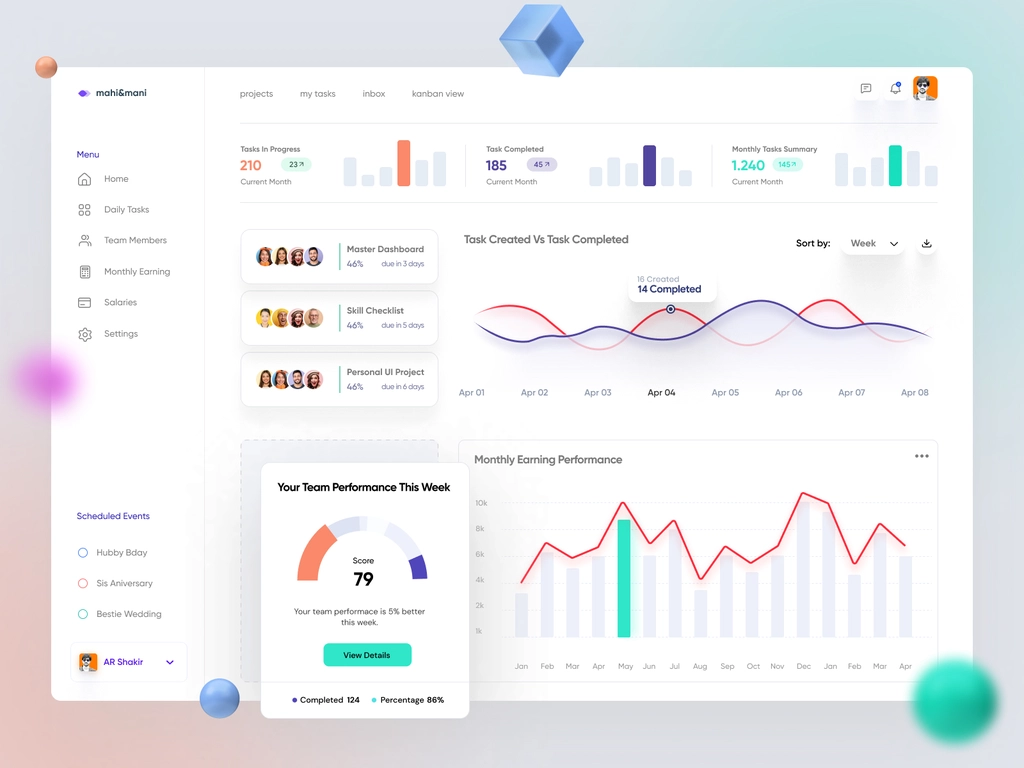 mahi&mani
projects
my tasks
inbox
kanban view
Menu
Home
Daily Tasks
Team Members
Monthly Earning
Salaries
Settings
Scheduled Events
Hubby Bday
Sis Aniversary
Bestie Wedding
AR Shakir
Tasks In Progress
210
23
Current Month
Task Completed
185
45
Current Month
Monthly Tasks Summary
1.240
145
Current Month
Master Dashboard
46% due in 3 days
Skill Checklist
46% due in 5 days
Personal UI Project
46% due in 6 days
Task Created Vs Task Completed
Sort by: Week
16 Created
14 Completed
Apr 01 Apr 02 Apr 03 Apr 04 Apr 05 Apr 06 Apr 07 Apr 08
Your Team Performance This Week
Score
79
Your team performace is 5% better
this week.
View Details
Completed 124 Percentage 86%
Monthly Earning Performance
10k
8k
6k
4k
2k
1k
Jan Feb Mar Apr May Jun Jul Aug Sep Oct Nov Dec Jan Feb Mar Apr